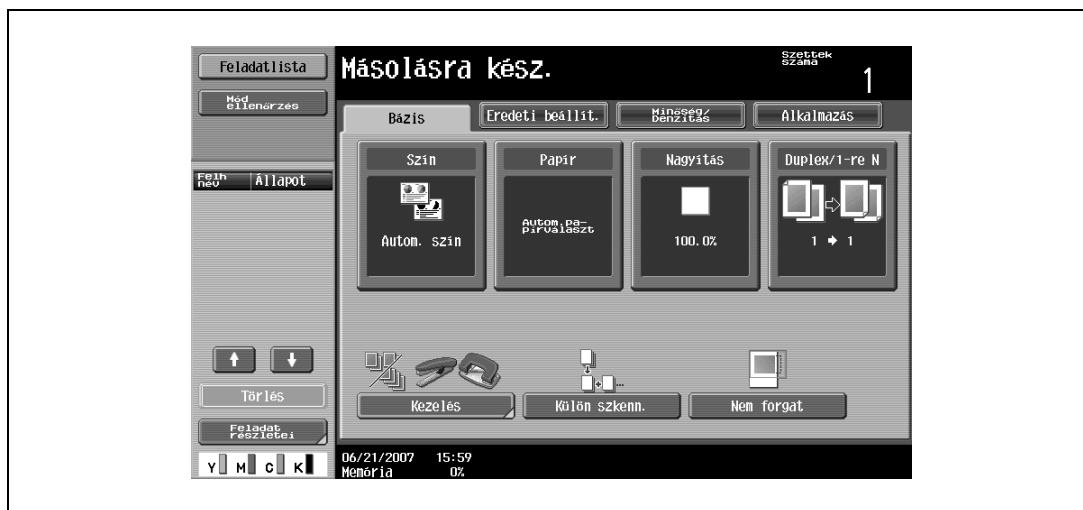 Feladatlista
Mód ellenőrzés
Felh név
Állapot
Törlés
Feladat részletei
Y M C K
Másolásra kész.
Szettek száma
1
Bázis
Eredeti beállít.
Minőség/ Denzitás
Alkalmazás
Szín
Autom. szín
Papír
Autom.pa-
pírválaszt
Nagyítás
100.0%
Duplex/1-re N
1 → 1
Kezelés
Külön szkenn.
Nem forgat
06/21/2007 15:59
Memória 0%